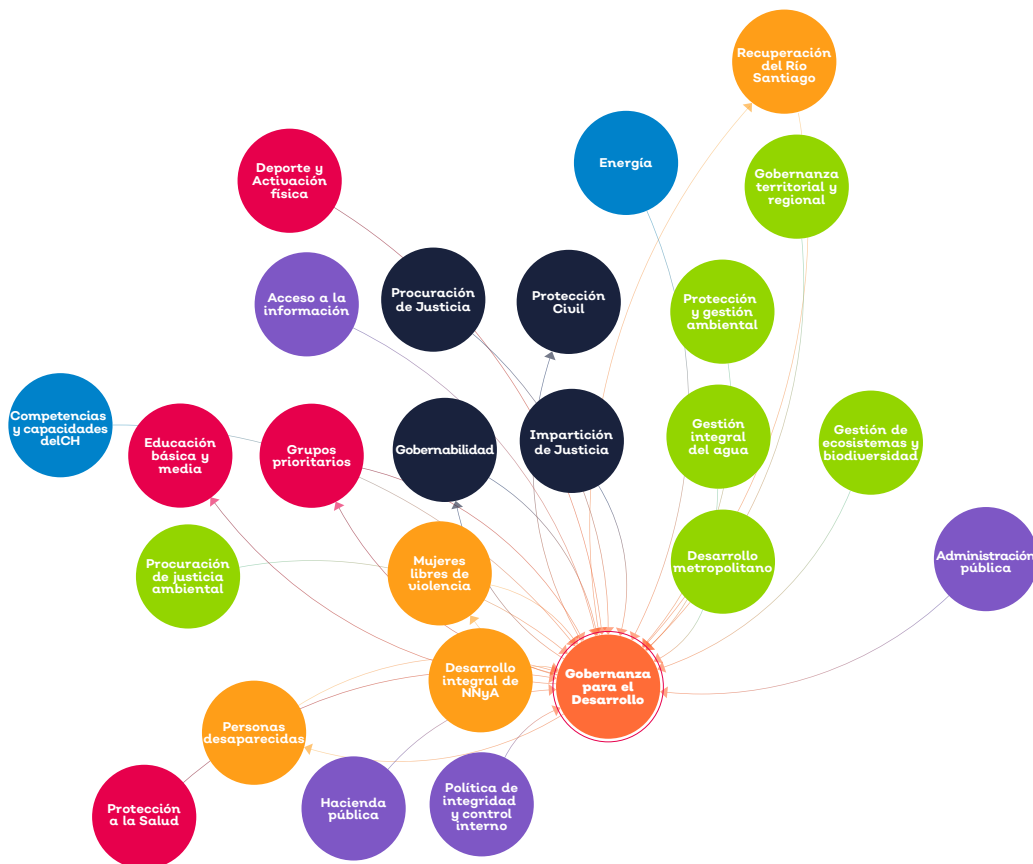 Recuperación
del Río
Santiago
Energía
Deporte y
Activación
física
Gobernanza
territorial y
regional
Acceso a la
información
Procuración
de Justicia
Protección
Civil
Protección
y gestión
ambiental
Competencias
y capacidades
delCH
Educación
básica y
media
Grupos
prioritarios
Gobernabilidad
Impartición
de Justicia
Gestión
integral
del agua
Gestión de
ecosistemas y
biodiversidad
Procuración
de justicia
ambiental
Mujeres
libres de
violencia
Desarrollo
metropolitano
Administración
pública
Desarrollo
integral de
NNyA
Gobernanza
para el
Desarrollo
Personas
desaparecidas
Protección
a la Salud
Hacienda
pública
Política de
integridad
y control
interno